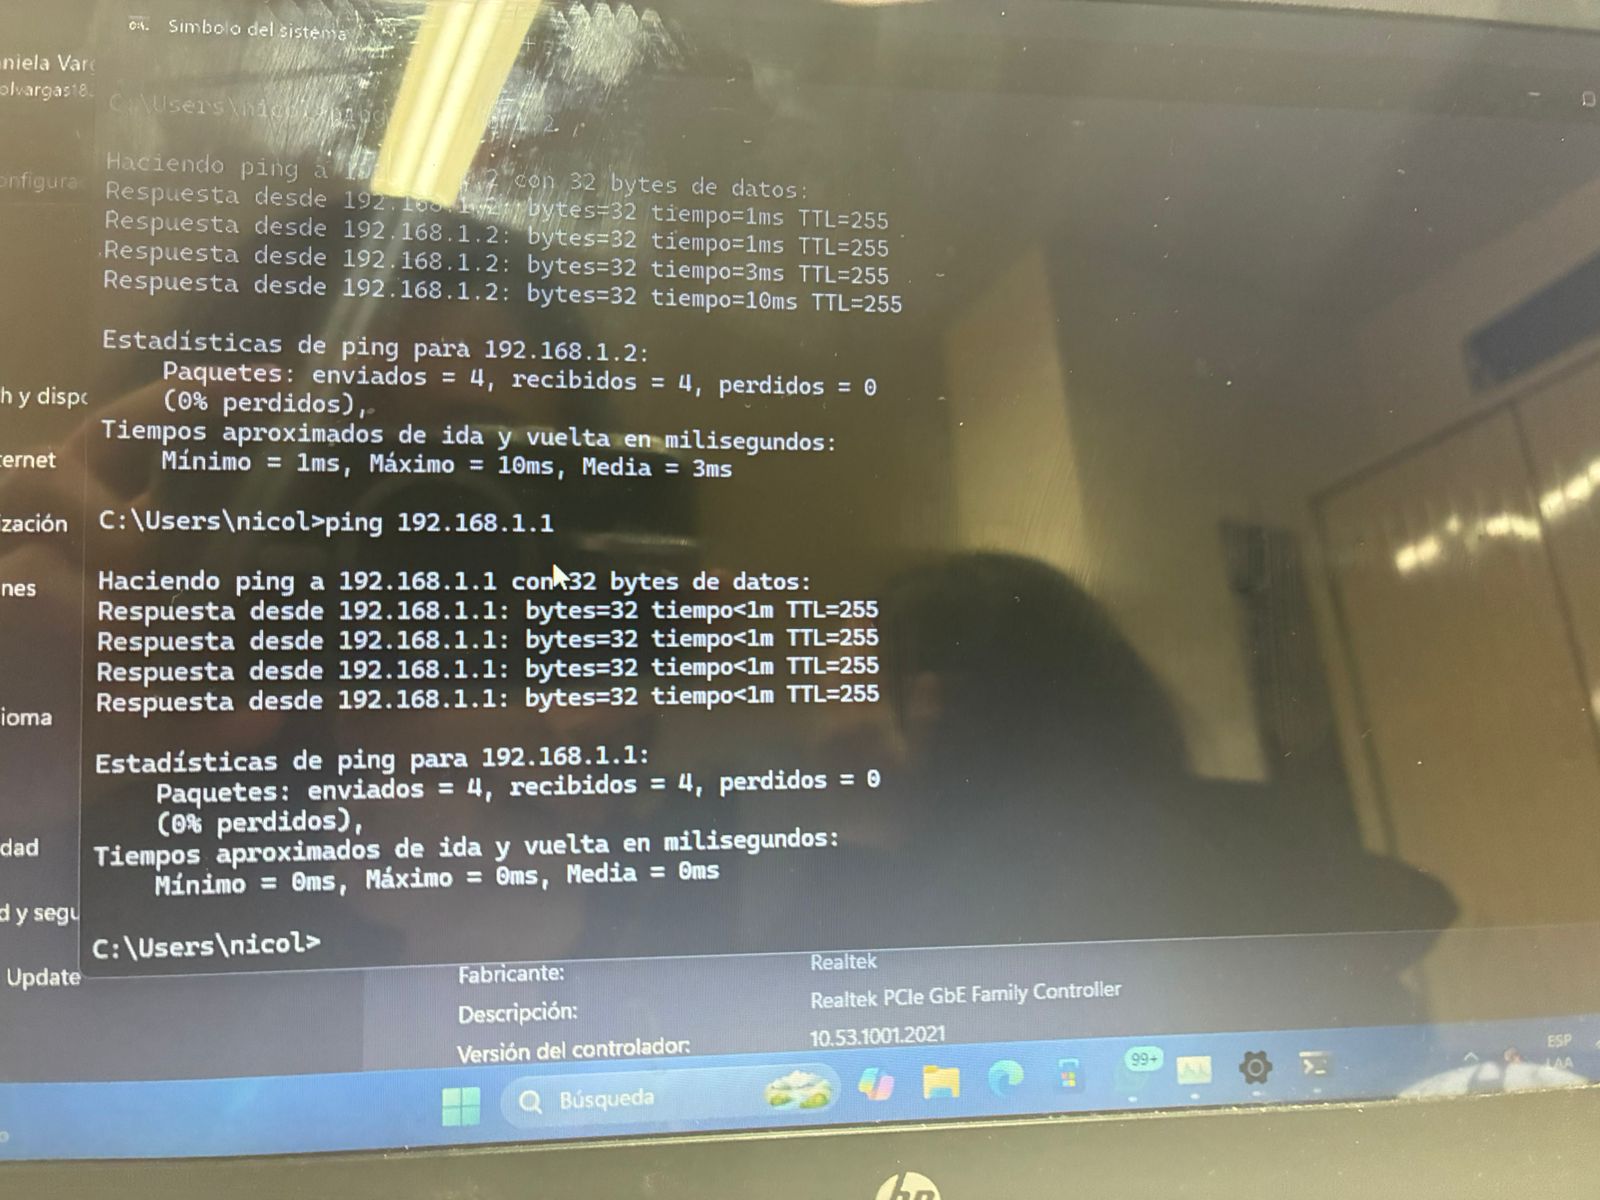 Símbolo del sistema
niela Var
olvargas18.
C:\Users\nicol>ping
onfigura
Haciendo ping a con 32 bytes de datos:
Respuesta desde 192.168.1.2: bytes=32 tiempo=1ms TTL=255
Respuesta desde 192.168.1.2: bytes=32 tiempo=1ms TTL=255
Respuesta desde 192.168.1.2: bytes=32 tiempo=3ms TTL=255
Respuesta desde 192.168.1.2: bytes=32 tiempo=10ms TTL=255
Estadísticas de ping para 192.168.1.2:
Paquetes: enviados = 4, recibidos = 4, perdidos = 0
h y dispo
(0% perdidos),
Tiempos aproximados de ida y vuelta en milisegundos:
ernet
Mínimo = 1ms, Máximo = 10ms, Media = 3ms
ización
C:\Users\nicol>ping 192.168.1.1
nes
Haciendo ping a 192.168.1.1 con 32 bytes de datos:
Respuesta desde 192.168.1.1: bytes=32 tiempo<1m TTL=255
Respuesta desde 192.168.1.1: bytes=32 tiempo<1m TTL=255
Respuesta desde 192.168.1.1: bytes=32 tiempo<1m TTL=255
Respuesta desde 192.168.1.1: bytes=32 tiempo<1m TTL=255
ioma
Estadísticas de ping para 192.168.1.1:
Paquetes: enviados = 4, recibidos = 4, perdidos = 0
(0% perdidos),
dad
Tiempos aproximados de ida y vuelta en milisegundos:
Mínimo = 0ms, Máximo = 0ms, Media = 0ms
d y segu
C:\Users\nicol>
Update
Fabricante: Realtek
Descripción: Realtek PCIe GbE Family Controller
Versión del controlador: 10.53.1001.2021
Búsqueda
99+
ESP
LAA
hp